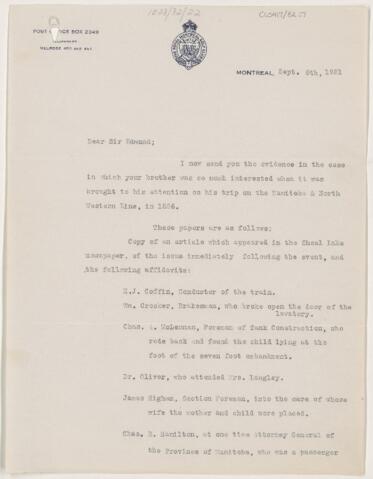 1023/32/22
POST OFFICE BOX 2349
MELROSE 400 AND 401
MONTREAL, Sept. 6th, 1921
Dear Sir Edmund;
I now send you the evidence in the case
in which your brother was so much interested when it was
brought to his attention on his trip on the Manitoba & North
Western Line, in 1886.
These papers are as follows:
Copy of an article which appeared in the Shoal Lake
newspaper, of the issue immediately following the event, and
the following affidavits:
H.J. Coffin, Conductor of the train.
Wm. Crocker, Brakeman, who broke open the door of the
lavatory.
Chas. A. McLennan, Foreman of Tank Construction, who
rode back and found the child lying at the
foot of the seven foot embankment.
Dr. Oliver, who attended Mrs. Langley.
James Higham, Section Foreman, into the care of whose
wife the mother and child were placed.
Chas. E. Hamilton, at one time Attorney General of
the Province of Manitoba, who was a passenger